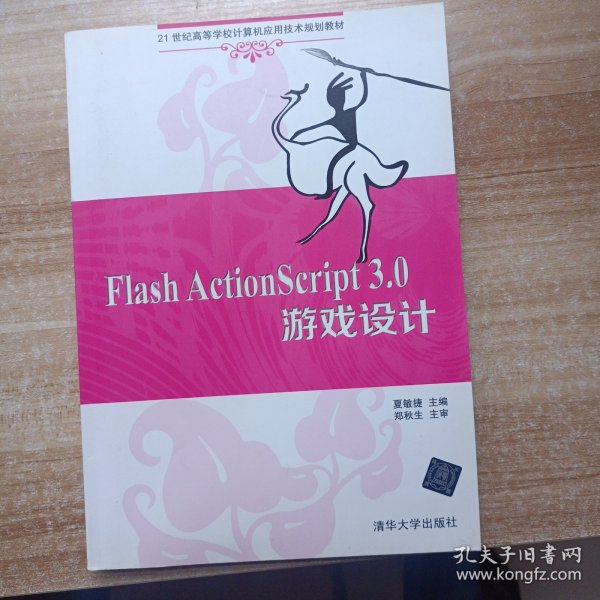 21世纪高等学校计算机应用技术规划教材
Flash ActionScript 3.0
游戏设计
夏敏捷 主编
郑秋生 主审
清华大学出版社
孔夫子旧书网
www.kongfz.com